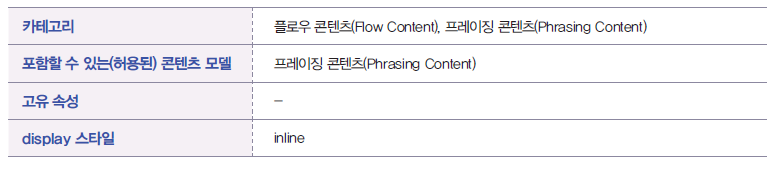 카테고리 플로우 콘텐츠(Flow Content), 프레이징 콘텐츠(Phrasing Content)
포함할 수 있는(허용된) 콘텐츠 모델 프레이징 콘텐츠(Phrasing Content)
고유 속성 –
display 스타일 inline